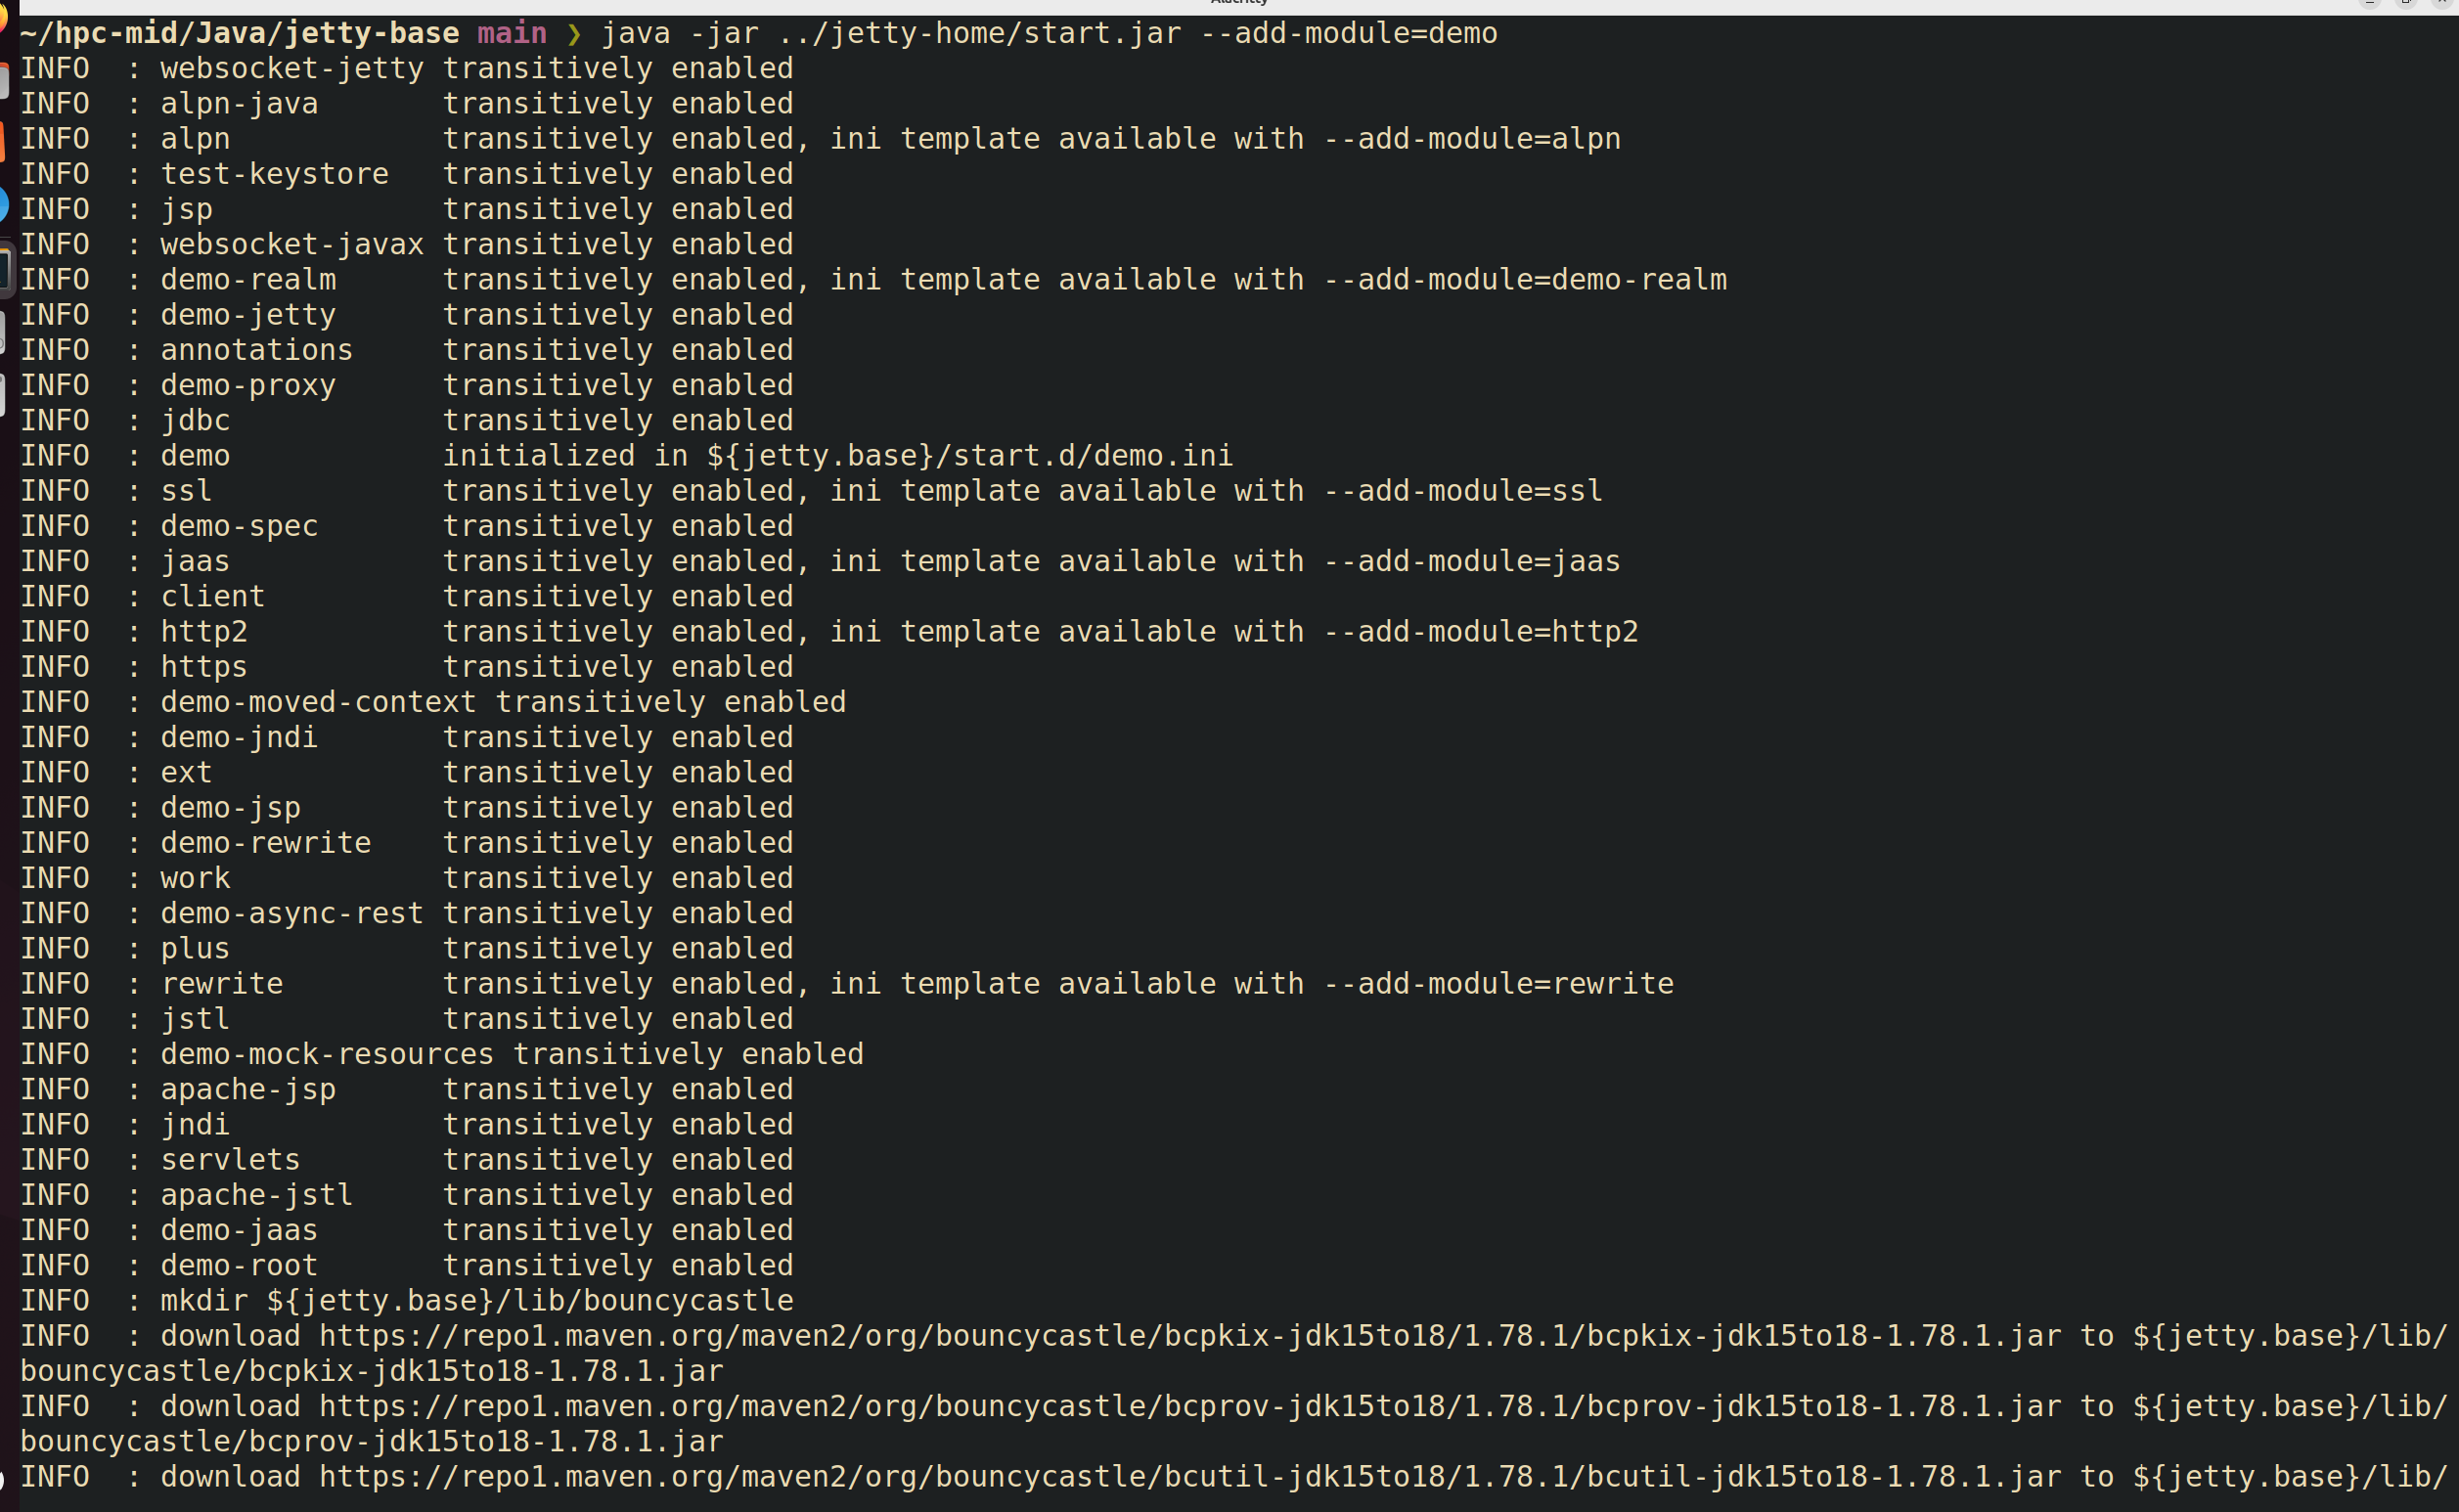 Alacritty
~/hpc-mid/Java/jetty-base main ❯ java -jar ../jetty-home/start.jar --add-module=demo
INFO  : websocket-jetty transitively enabled
INFO  : alpn-java       transitively enabled
INFO  : alpn            transitively enabled, ini template available with --add-module=alpn
INFO  : test-keystore   transitively enabled
INFO  : jsp             transitively enabled
INFO  : websocket-javax transitively enabled
INFO  : demo-realm      transitively enabled, ini template available with --add-module=demo-realm
INFO  : demo-jetty      transitively enabled
INFO  : annotations     transitively enabled
INFO  : demo-proxy      transitively enabled
INFO  : jdbc            transitively enabled
INFO  : demo            initialized in ${jetty.base}/start.d/demo.ini
INFO  : ssl             transitively enabled, ini template available with --add-module=ssl
INFO  : demo-spec       transitively enabled
INFO  : jaas            transitively enabled, ini template available with --add-module=jaas
INFO  : client          transitively enabled
INFO  : http2           transitively enabled, ini template available with --add-module=http2
INFO  : https           transitively enabled
INFO  : demo-moved-context transitively enabled
INFO  : demo-jndi       transitively enabled
INFO  : ext             transitively enabled
INFO  : demo-jsp        transitively enabled
INFO  : demo-rewrite    transitively enabled
INFO  : work            transitively enabled
INFO  : demo-async-rest transitively enabled
INFO  : plus            transitively enabled
INFO  : rewrite         transitively enabled, ini template available with --add-module=rewrite
INFO  : jstl            transitively enabled
INFO  : demo-mock-resources transitively enabled
INFO  : apache-jsp      transitively enabled
INFO  : jndi            transitively enabled
INFO  : servlets        transitively enabled
INFO  : apache-jstl     transitively enabled
INFO  : demo-jaas       transitively enabled
INFO  : demo-root       transitively enabled
INFO  : mkdir ${jetty.base}/lib/bouncycastle
INFO  : download https://repo1.maven.org/maven2/org/bouncycastle/bcpkix-jdk15to18/1.78.1/bcpkix-jdk15to18-1.78.1.jar to ${jetty.base}/lib/
bouncycastle/bcpkix-jdk15to18-1.78.1.jar
INFO  : download https://repo1.maven.org/maven2/org/bouncycastle/bcprov-jdk15to18/1.78.1/bcprov-jdk15to18-1.78.1.jar to ${jetty.base}/lib/
bouncycastle/bcprov-jdk15to18-1.78.1.jar
INFO  : download https://repo1.maven.org/maven2/org/bouncycastle/bcutil-jdk15to18/1.78.1/bcutil-jdk15to18-1.78.1.jar to ${jetty.base}/lib/